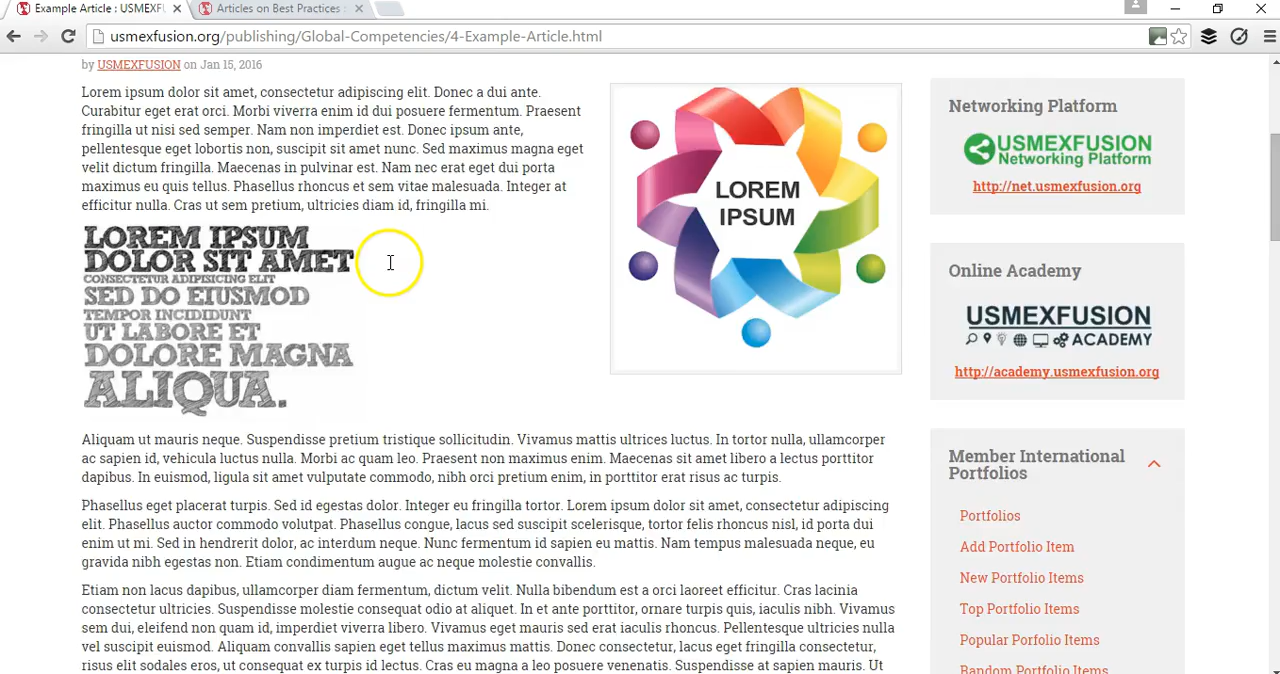 Example Article : USMEXFU
Articles on Best Practices :
usmexfusion.org/publishing/Global-Competencies/4-Example-Article.html
by USMEXFUSION on Jan 15, 2016
Lorem ipsum dolor sit amet, consectetur adipiscing elit. Donec a dui ante.
Curabitur eget erat orci. Morbi viverra enim id dui posuere fermentum. Praesent
fringilla ut nisi sed semper. Nam non imperdiet est. Donec ipsum ante,
pellentesque eget lobortis non, suscipit sit amet nunc. Sed maximus magna eget
velit dictum fringilla. Maecenas in pulvinar est. Nam nec erat eget dui porta
maximus eu quis tellus. Phasellus rhoncus et sem vitae malesuada. Integer at
efficitur nulla. Cras ut sem pretium, ultricies diam id, fringilla mi.
LOREM IPSUM
DOLOR SIT AMET
CONSECTETUR ADIPISICING ELIT
SED DO EIUSMOD
TEMPOR INCIDIDUNT
UT LABORE ET
DOLORE MAGNA
ALIQUA.
LOREM
IPSUM
Aliquam ut mauris neque. Suspendisse pretium tristique sollicitudin. Vivamus mattis ultrices luctus. In tortor nulla, ullamcorper
ac sapien id, vehicula luctus nulla. Morbi ac quam leo. Praesent non maximus enim. Maecenas sit amet libero a lectus porttitor
dapibus. In euismod, ligula sit amet vulputate commodo, nibh orci pretium enim, in porttitor erat risus ac turpis.
Phasellus eget placerat turpis. Sed id egestas dolor. Integer eu fringilla tortor. Lorem ipsum dolor sit amet, consectetur adipiscing
elit. Phasellus auctor commodo volutpat. Phasellus congue, lacus sed suscipit scelerisque, tortor felis rhoncus nisl, id porta dui
enim ut mi. Sed in hendrerit dolor, ac interdum neque. Nunc fermentum id sapien eu mattis. Nam tempus malesuada neque, eu
gravida nibh egestas non. Etiam condimentum augue ac neque molestie convallis.
Etiam non lacus dapibus, ullamcorper diam fermentum, dictum velit. Nulla bibendum est a orci laoreet efficitur. Cras lacinia
consectetur ultricies. Suspendisse molestie consequat odio at aliquet. In et ante porttitor, ornare turpis quis, iaculis nibh. Vivamus
sem dui, eleifend non quam id, imperdiet viverra libero. Vivamus eget mauris sed erat iaculis rhoncus. Pellentesque ultricies nulla
vel suscipit euismod. Aliquam convallis sapien eget tellus maximus mattis. Donec consectetur, lacus eget fringilla consectetur,
risus elit sodales eros, ut consequat ex turpis id lectus. Cras eu magna a leo posuere venenatis. Suspendisse at sapien mauris. Ut
Networking Platform
USMEXFUSION
Networking Platform
http://net.usmexfusion.org
Online Academy
USMEXFUSION
ACADEMY
http://academy.usmexfusion.org
Member International
Portfolios
Portfolios
Add Portfolio Item
New Portfolio Items
Top Portfolio Items
Popular Porfolio Items
Random Portfolio Items